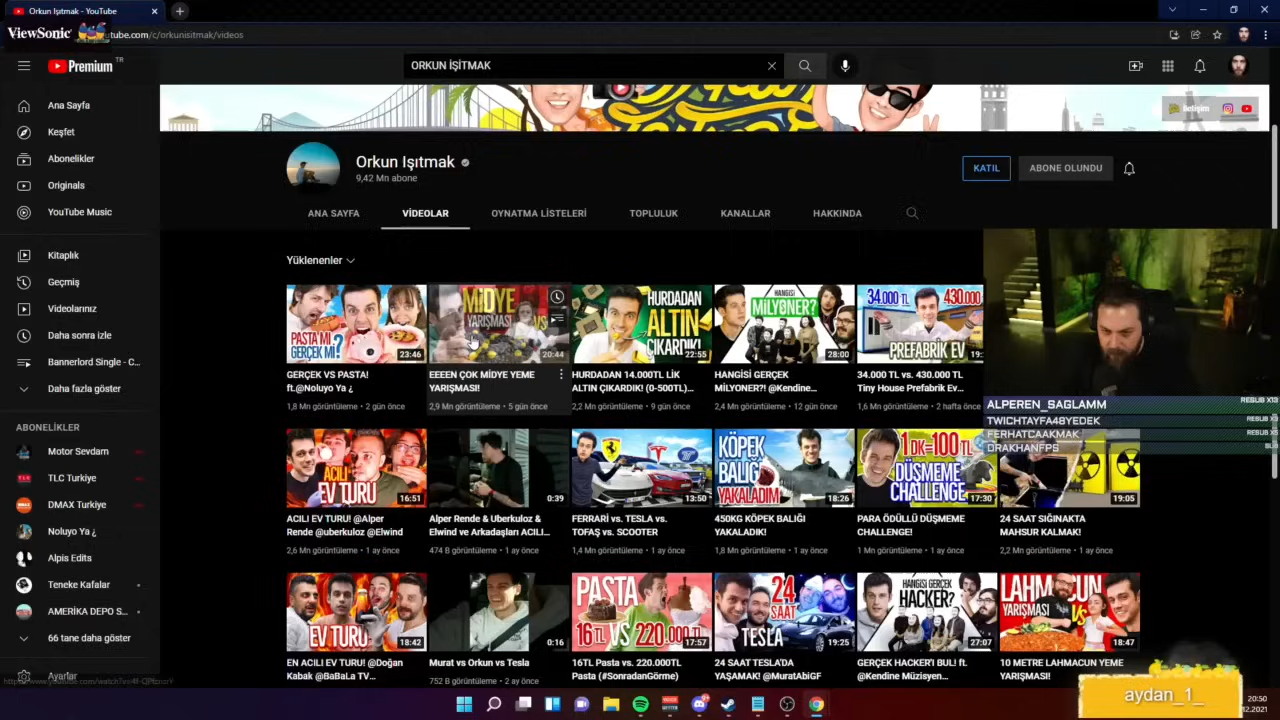 Orkun Işıtmak - YouTube
ViewSonic
tube.com/c/orkunisitmak/videos
Premium TR
ORKUN İŞİTMAK
Ana Sayfa
Keşfet
Abonelikler
Originals
YouTube Music
Kitaplık
Geçmiş
Videolarınız
Daha sonra izle
Bannerlord Single - C...
Daha fazla göster
ABONELİKLER
Motor Sevdam
TLC Turkiye
DMAX Turkiye
Noluyo Ya ¿
Alpis Edits
Teneke Kafalar
AMERİKA DEPO S...
66 tane daha göster
Ayarlar
İletişim
Orkun Işıtmak
9,42 Mn abone
KATIL
ABONE OLUNDU
ANA SAYFA
VİDEOLAR
OYNATMA LİSTELERİ
TOPLULUK
KANALLAR
HAKKINDA
Yüklenenler
PASTA MI
GERÇEK Mİ?
23:46
MİDYE
YARIŞMASI
VS
20:44
HURDADAN
ALTIN
ÇIKARDIK!
22:55
HANGİSİ
MİLYONER?
28:00
34.000 TL
430.000
PREFABRİK EV
19:
GERÇEK VS PASTA!
ft.@Noluyo Ya ¿
1,8 Mn görüntüleme • 2 gün önce
EEEEN ÇOK MİDYE YEME
YARIŞMASI!
2,9 Mn görüntüleme • 5 gün önce
HURDADAN 14.000TL LİK
ALTIN ÇIKARDIK! (0-500TL)...
2,2 Mn görüntüleme • 9 gün önce
HANGİSİ GERÇEK
MİLYONER?! @Kendine...
2,4 Mn görüntüleme • 12 gün önce
34.000 TL vs. 430.000 TL
Tiny House Prefabrik Ev...
1,6 Mn görüntüleme • 2 hafta önce
ALPEREN_SAGLAMM
RESUB X13
TWICHTAYFA48YEDEK
FERHATCAAKMAK
DRAKHANFPS
ACILI
EV TURU
16:51
0:39
13:50
KÖPEK
BALIĞI
YAKALADIM
18:26
1 DK=100 TL
DÜŞMEME
CHALLENGE
17:30
19:05
ACILI EV TURU! @Alper
Rende @uberkuloz @Elwind
2,6 Mn görüntüleme • 1 ay önce
Alper Rende & Uberkuloz &
Elwind ve Arkadaşları ACILI...
474 B görüntüleme • 1 ay önce
FERRARİ vs. TESLA vs.
TOFAŞ vs. SCOOTER
1,4 Mn görüntüleme • 1 ay önce
450KG KÖPEK BALIĞI
YAKALADIK!
1,8 Mn görüntüleme • 1 ay önce
PARA ÖDÜLLÜ DÜŞMEME
CHALLENGE!
1 Mn görüntüleme • 1 ay önce
24 SAAT SIĞINAKTA
MAHSUR KALMAK!
2,2 Mn görüntüleme • 1 ay önce
EV TURU
18:42
0:16
PASTA
16TL VS 220.000TL
17:57
24
SAAT
TESLA
19:25
HANGİSİ GERÇEK
HACKER?
27:07
LAHMACUN
YARIŞMASI
VS
18:47
EN ACILI EV TURU! @Doğan
Kabak @BaBaLa TV...
Murat vs Orkun vs Tesla
752 B görüntüleme • 2 ay önce
16TL Pasta vs. 220.000TL
Pasta (#SonradanGörme)
24 SAAT TESLA'DA
YAŞAMAK! @MuratAbiGF
GERÇEK HACKER'I BUL! ft.
@Kendine Müzisyen...
10 METRE LAHMACUN YEME
YARIŞMASI!
aydan_1_
20:50
12.2021